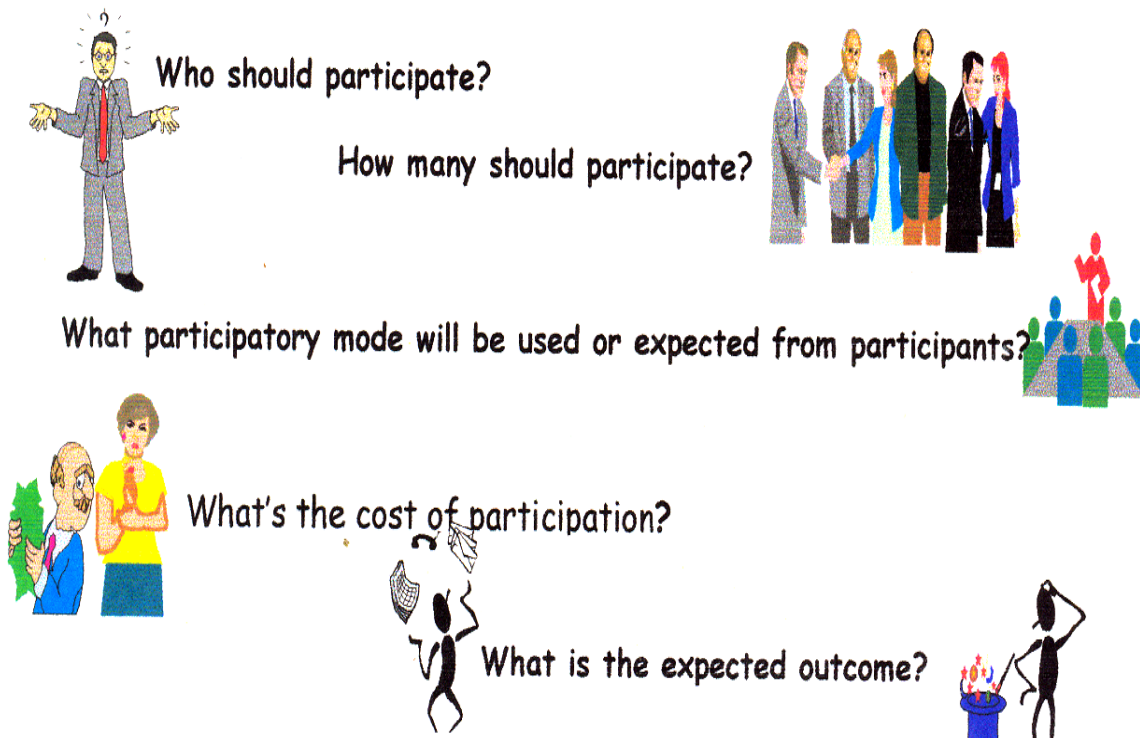 ?
Who should participate?
How many should participate?
What participatory mode will be used or expected from participants?
What's the cost of participation?
What is the expected outcome?